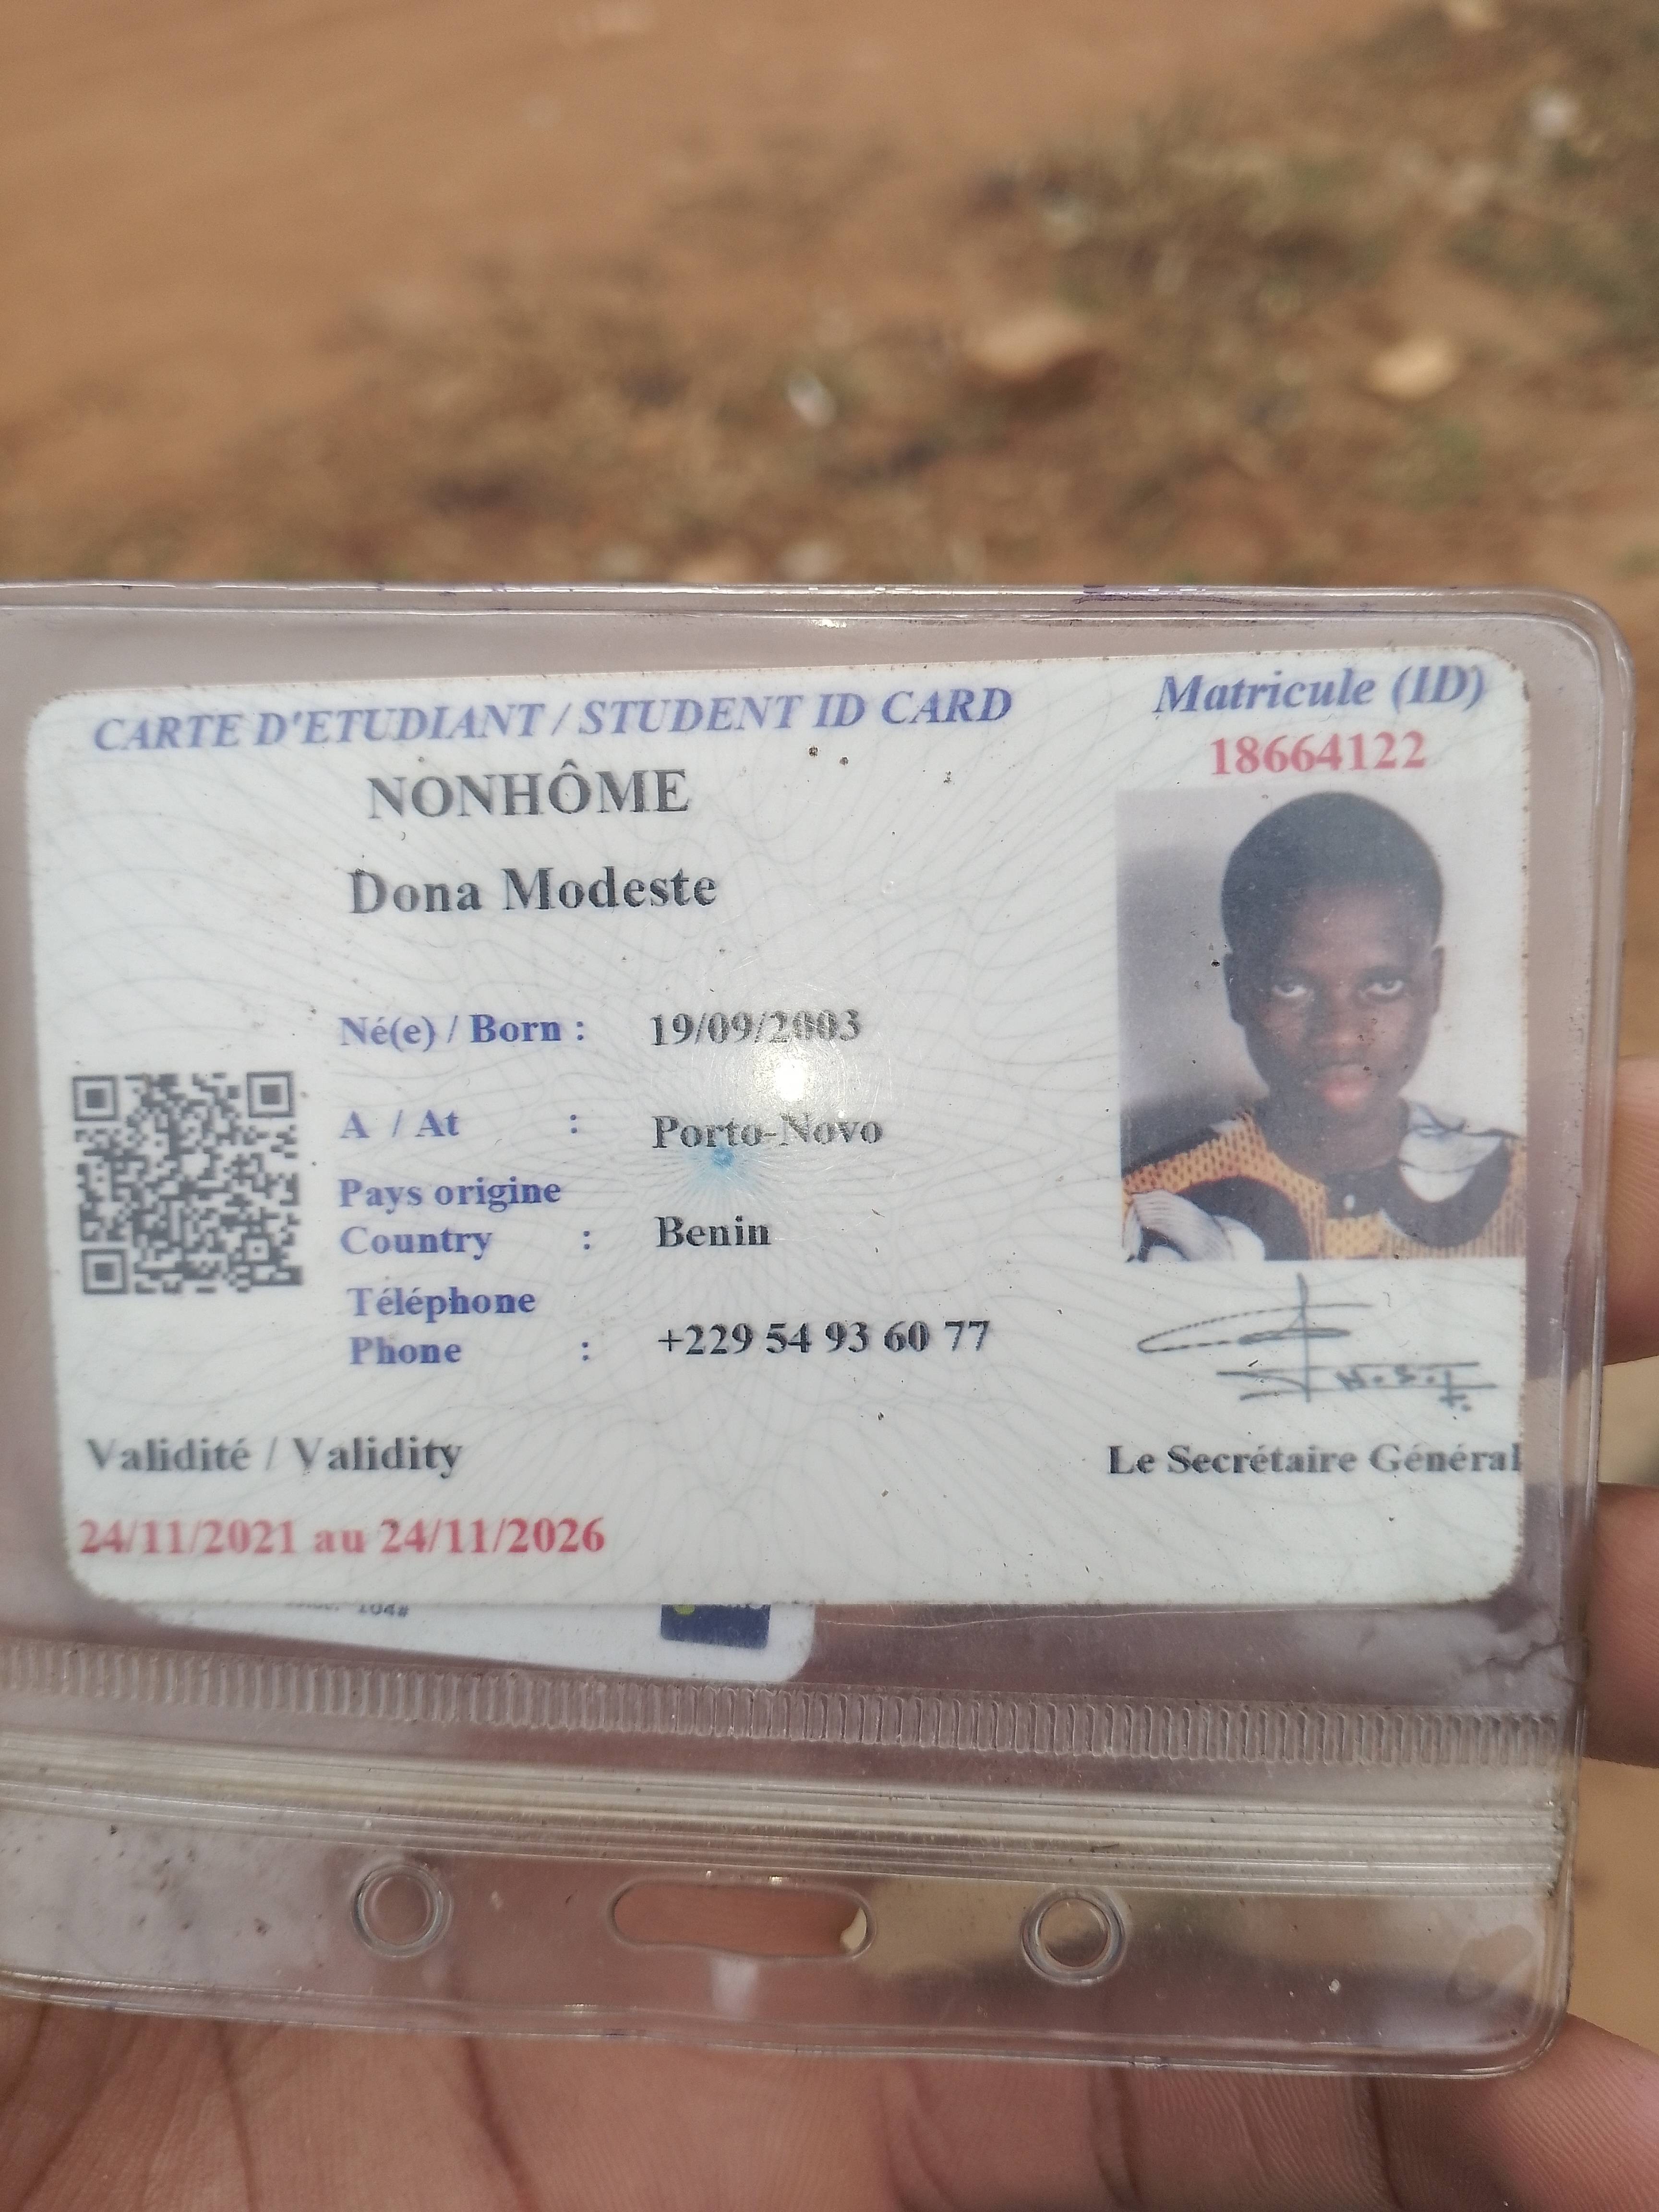 CARTE D'ETUDIANT / STUDENT ID CARD
Matricule (ID)
18664122
NONHÔME
Dona Modeste
Né(e) / Born : 19/09/2003
A / At : Porto-Novo
Pays origine
Country : Benin
Téléphone
Phone : +229 54 93 60 77
Validité / Validity
Le Secrétaire Général
24/11/2021 au 24/11/2026